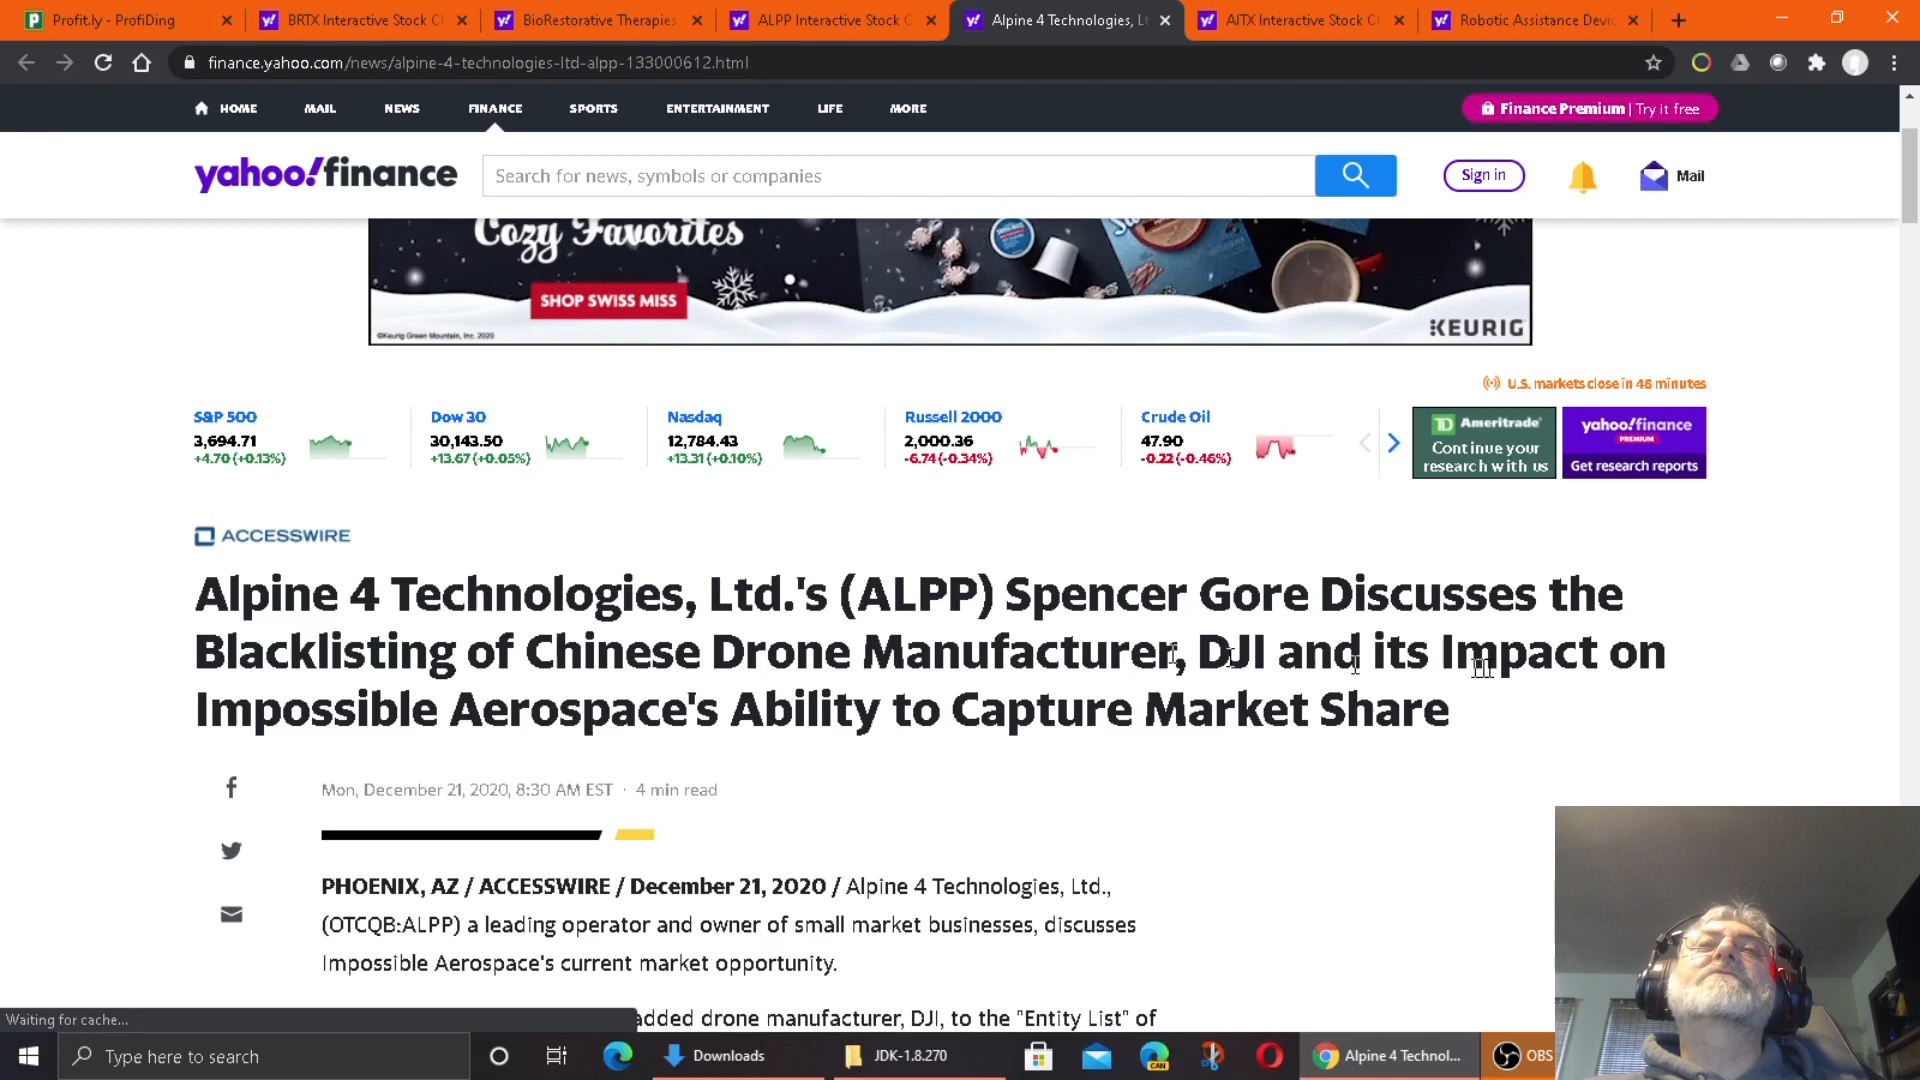 Profit.ly - ProfiDing
BRTX Interactive Stock Ch
BioRestorative Therapies
ALPP Interactive Stock C
Alpine 4 Technologies, Lt
AITX Interactive Stock Ch
Robotic Assistance Devic
finance.yahoo.com/news/alpine-4-technologies-ltd-alpp-133000612.html
HOME MAIL NEWS FINANCE SPORTS ENTERTAINMENT LIFE MORE
Finance Premium | Try it free
yahoo!finance
Search for news, symbols or companies
Sign in
Mail
Cozy Favorites
SHOP SWISS MISS
©Keurig Green Mountain, Inc. 2020
KEURIG
U.S. markets close in 48 minutes
S&P 500
3,694.71
+4.70 (+0.13%)
Dow 30
30,143.50
+13.67 (+0.05%)
Nasdaq
12,784.43
+13.31 (+0.10%)
Russell 2000
2,000.36
-6.74 (-0.34%)
Crude Oil
47.90
-0.22 (-0.46%)
TD Ameritrade
Continue your
research with us
yahoo!finance
PREMIUM
Get research reports
ACCESSWIRE
Alpine 4 Technologies, Ltd.'s (ALPP) Spencer Gore Discusses the
Blacklisting of Chinese Drone Manufacturer, DJI and its Impact on
Impossible Aerospace's Ability to Capture Market Share
Mon, December 21, 2020, 8:30 AM EST · 4 min read
PHOENIX, AZ / ACCESSWIRE / December 21, 2020 / Alpine 4 Technologies, Ltd.,
(OTCQB:ALPP) a leading operator and owner of small market businesses, discusses
Impossible Aerospace's current market opportunity.
added drone manufacturer, DJI, to the "Entity List" of
Waiting for cache...
Type here to search
Downloads
JDK-1.8.270
CAN
Alpine 4 Technol...
OBS